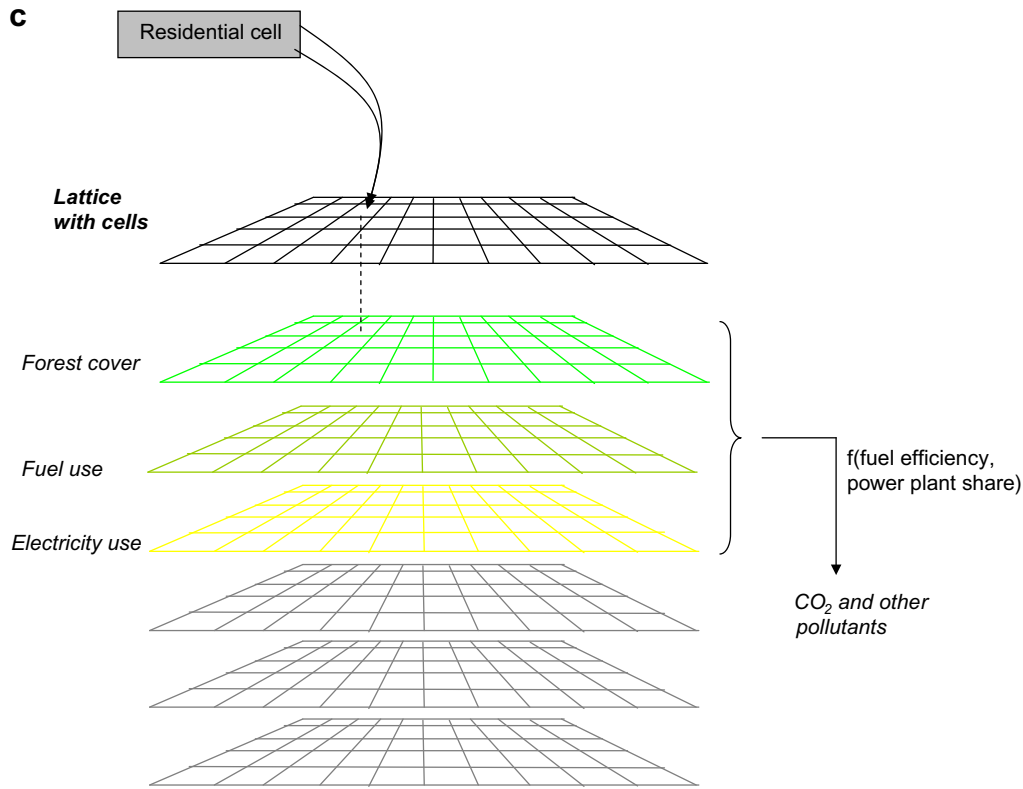 c
Residential cell
Lattice
with cells
Forest cover
Fuel use
Electricity use
f(fuel efficiency,
power plant share)
CO₂ and other
pollutants